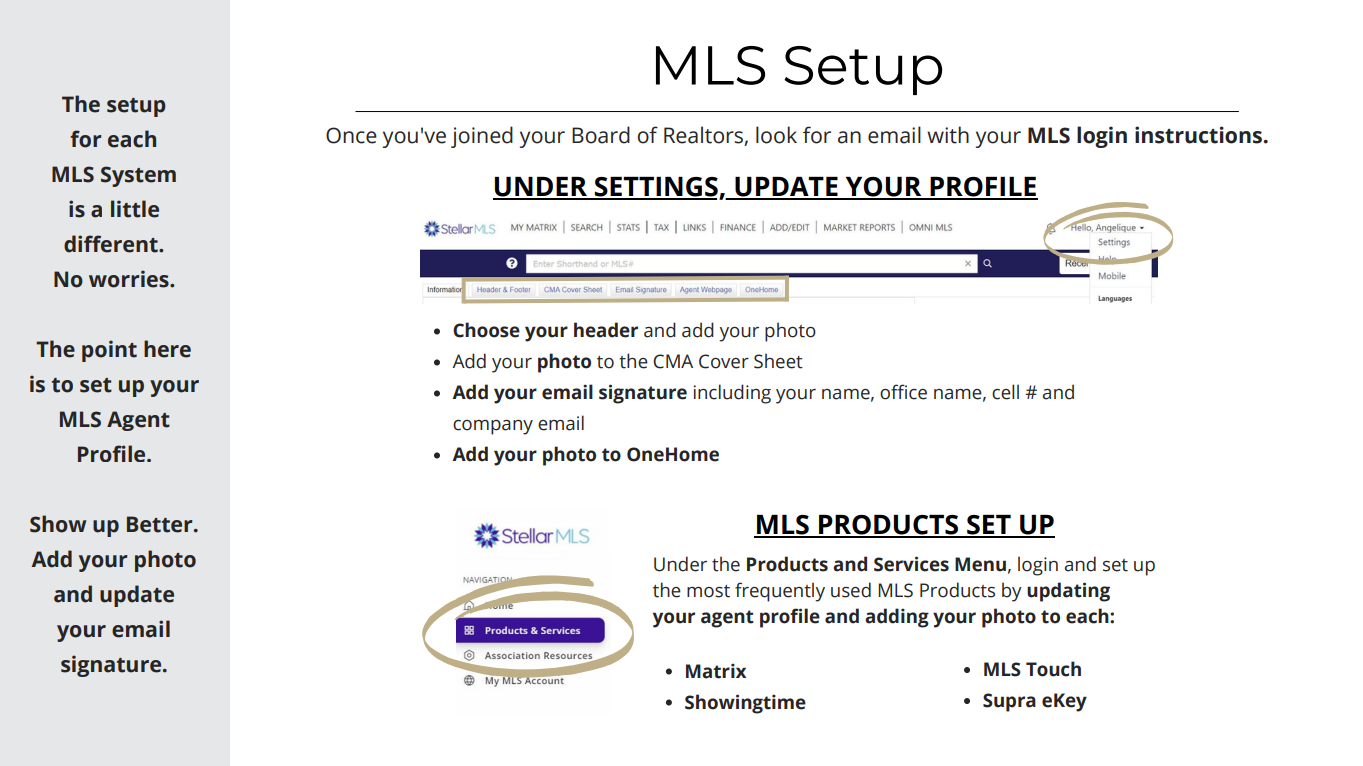 The setup
for each
MLS System
is a little
different.
No worries.
The point here
is to set up your
MLS Agent
Profile.
Show up Better.
Add your photo
and update
your email
signature.
MLS Setup
Once you've joined your Board of Realtors, look for an email with your MLS login instructions.
UNDER SETTINGS, UPDATE YOUR PROFILE
StellarMLS MY MATRIX SEARCH STATS TAX LINKS FINANCE ADD/EDIT MARKET REPORTS OMNI MLS Hello, Angelique
Settings
Help
Enter Shorthand or MLS# Recen
Mobile
Information Header & Footer CMA Cover Sheet Email Signature Agent Webpage OneHome
Languages
• Choose your header and add your photo
• Add your photo to the CMA Cover Sheet
• Add your email signature including your name, office name, cell # and
company email
• Add your photo to OneHome
StellarMLS
NAVIGATION
Home
Products & Services
Association Resources
My MLS Account
MLS PRODUCTS SET UP
Under the Products and Services Menu, login and set up
the most frequently used MLS Products by updating
your agent profile and adding your photo to each:
• Matrix
• Showingtime
• MLS Touch
• Supra eKey